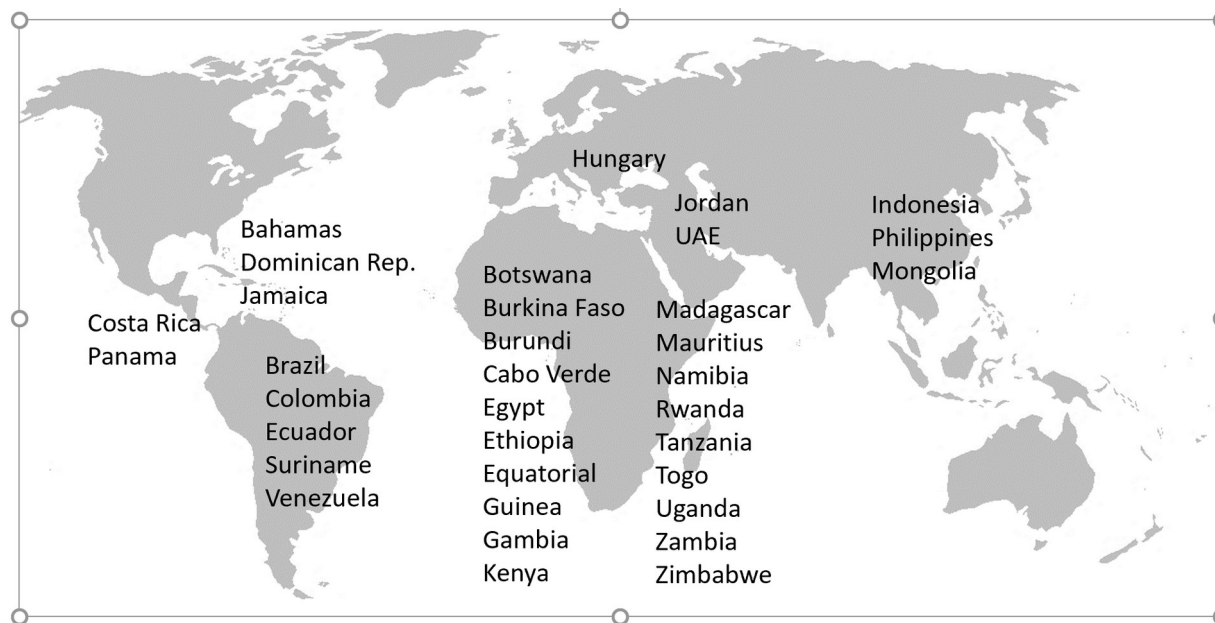 Hungary
Jordan
UAE
Indonesia
Philippines
Mongolia
Bahamas
Dominican Rep.
Jamaica
Costa Rica
Panama
Brazil
Colombia
Ecuador
Suriname
Venezuela
Botswana
Burkina Faso
Burundi
Cabo Verde
Egypt
Ethiopia
Equatorial
Guinea
Gambia
Kenya
Madagascar
Mauritius
Namibia
Rwanda
Tanzania
Togo
Uganda
Zambia
Zimbabwe